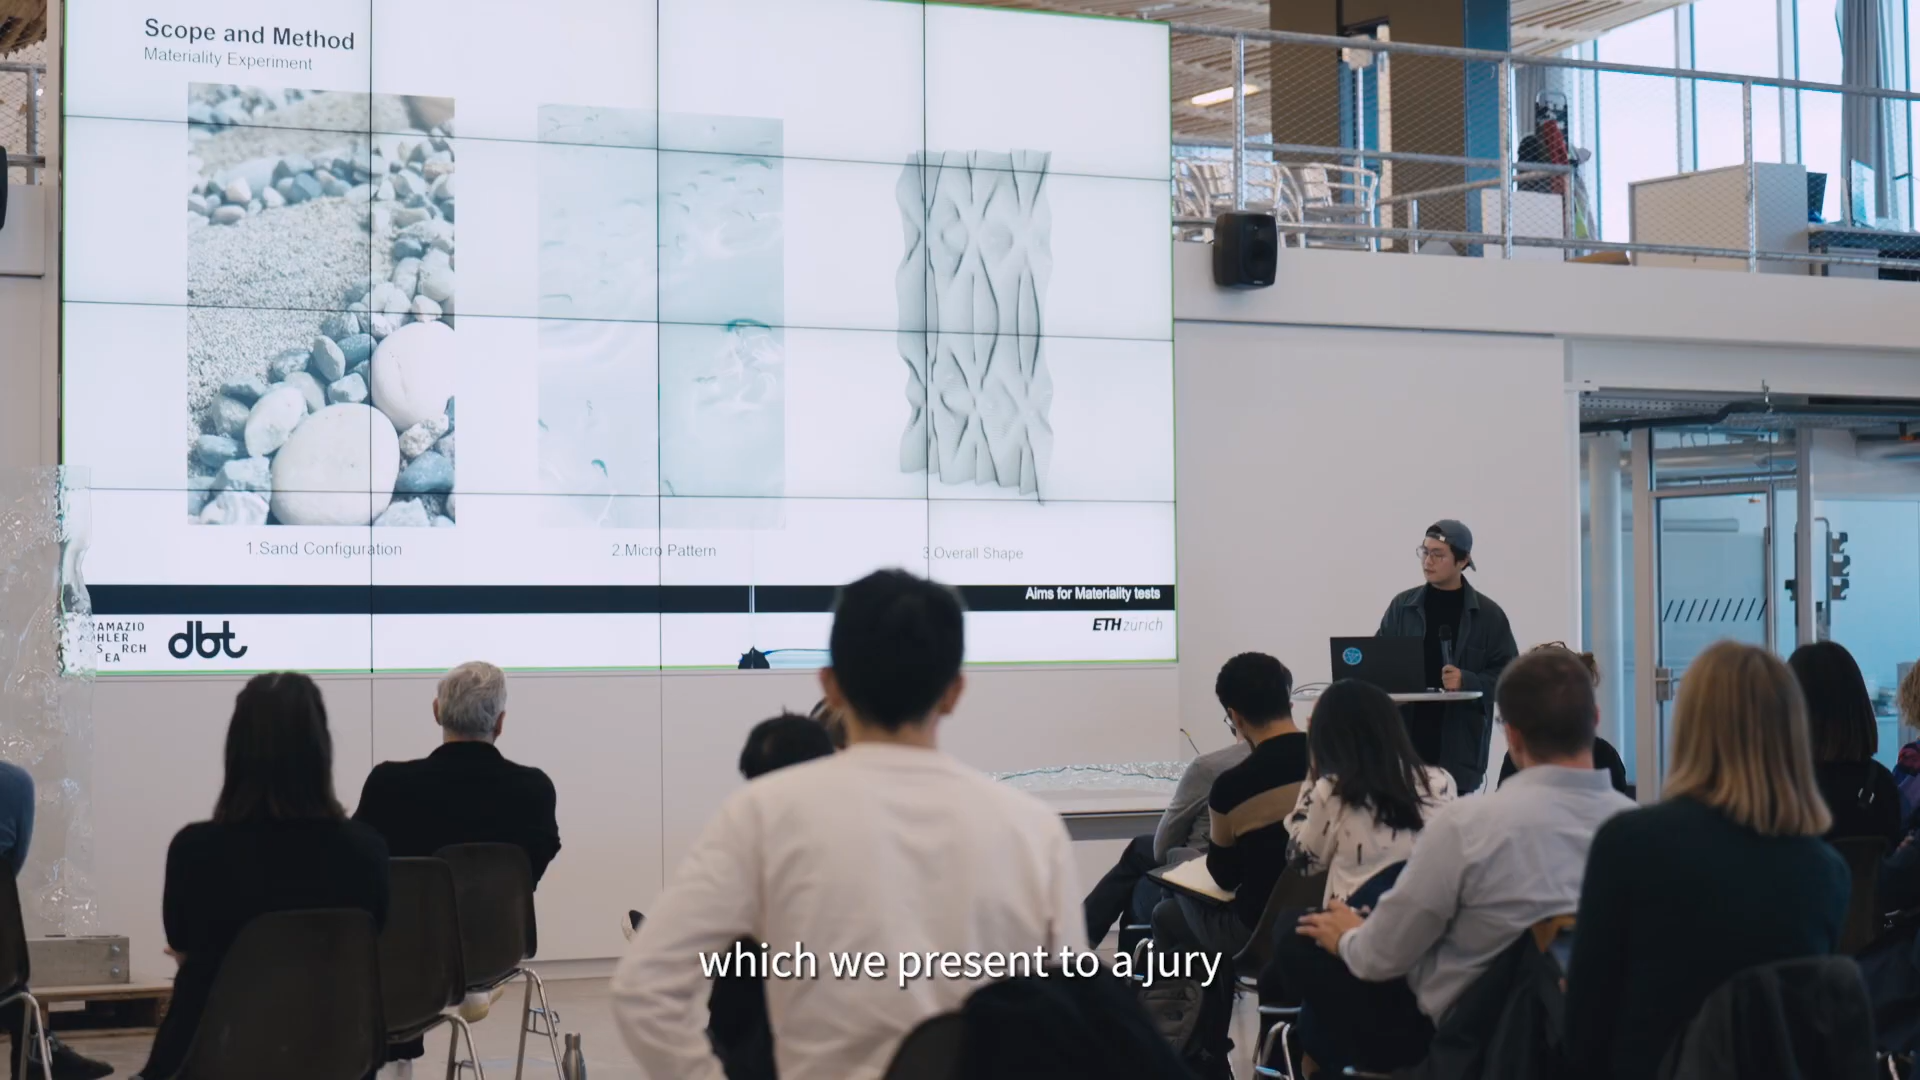 Scope and Method
Materiality Experiment
1.Sand Configuration
2.Micro Pattern
3.Overall Shape
Aims for Materiality tests
dbt
ETH zürich
which we present to a jury